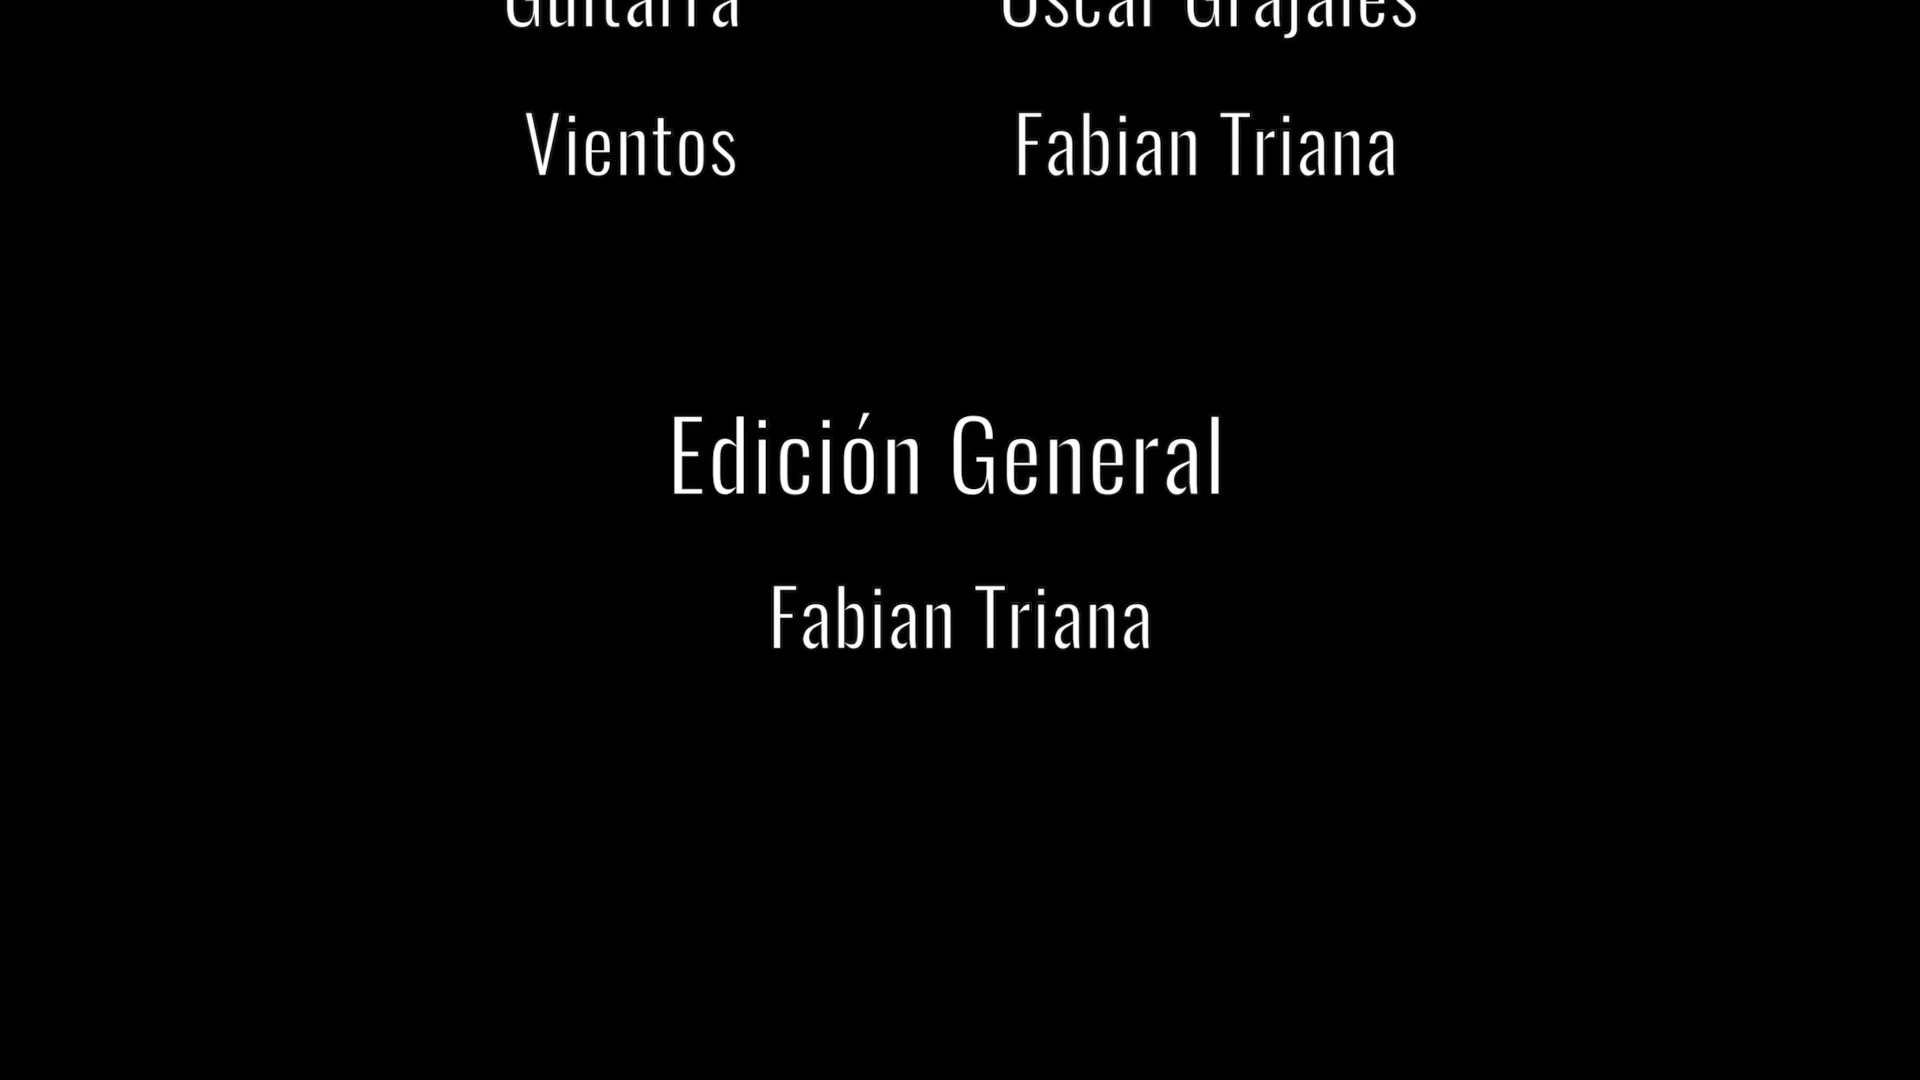 Guitarra Oscar Grajales
Vientos Fabian Triana
Edición General
Fabian Triana